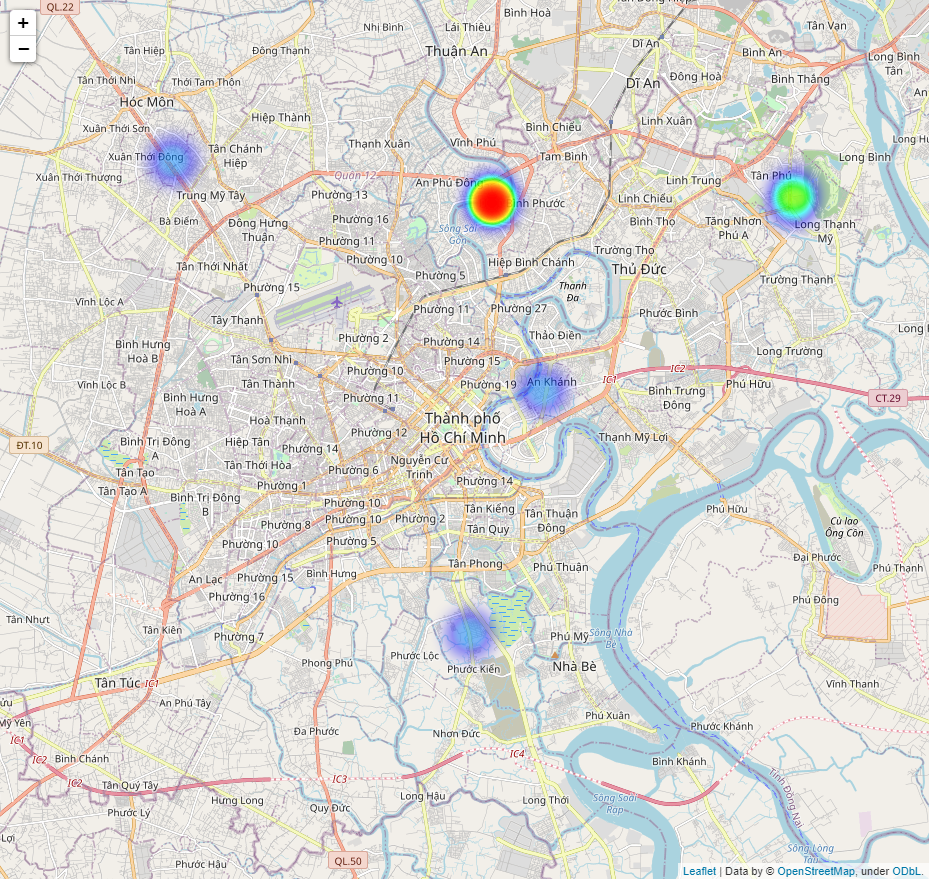 +
−
QL.22
Bình Hoà
Tân Vạn
Nhị Bình
Lái Thiêu
Tân Hiệp
Đông Thạnh
Thuận An
Dĩ An
Bình An
Long Bình
Tân
Tân Thới Nhì
Thới Tam Thôn
Dĩ An
Đông Hoà
Bình Thắng
Hóc Môn
Hiệp Thành
Xuân Thới Sơn
Bình Chiểu
Linh Xuân
Tân Chánh
Hiệp
Thạnh Xuân
Vĩnh Phú
Xuân Thới Đông
Tam Bình
Long Bình
Xuân Thới Thượng
Quận 12
An Phú Đông
Linh Trung
Tân Phú
Trung Mỹ Tây
Phường 13
Bình Phước
Linh Chiểu
Bà Điểm
Đông Hưng
Thuận
Phường 16
Sông Sài
Gòn
Bình Thọ
Tăng Nhơn
Phú A
Long Thạnh
Mỹ
Phường 11
Trường Thọ
Tân Thới Nhất
Phường 10
Hiệp Bình Chánh
Thủ Đức
Phường 15
Phường 5
Thanh
Đa
Trường Thạnh
Vĩnh Lộc A
Phường 11
Phường 27
Phước Bình
Tây Thạnh
Phường 2
Thảo Điền
Bình Hưng
Hoà B
Phường 14
Long Trường
Tân Sơn Nhì
Phường 15
Phường 10
IC2
Vĩnh Lộc B
Tân Thành
Phường 19
An Khánh
IC1
Phú Hữu
Bình Hưng
Hoà A
Phường 11
Bình Trưng
Đông
CT.29
Hoà Thạnh
Thành phố
Hồ Chí Minh
Phường 12
Thạnh Mỹ Lợi
ĐT.10
Bình Trị Đông
A
Hiệp Tân
Phường 14
Tân Thới Hòa
Nguyễn Cư
Trinh
Tân Tạo
Phường 6
Phường 14
Tân Tạo A
Phường 1
Bình Trị Đông
B
Phường 10
Tân Kiểng
Tân Thuận
Đông
Phú Hữu
Cù lao
Ông Cồn
Phường 8
Phường 10
Phường 2
Tân Quy
Phường 10
Phường 5
Đại Phước
Tân Phong
Phú Thuận
Phú Thạnh
An Lạc
Phường 15
Bình Hưng
Phường 16
Phú Đông
Tân Nhựt
Tân Kiên
Phường 7
Phú Mỹ
Sông Nhà
Bè
Phước Lộc
Phong Phú
Phước Kiển
Nhà Bè
Tân Túc
IC1
Vĩnh Thanh
An Phú Tây
Mỹ Yên
Phú Xuân
Phước Khánh
Đa Phước
Nhơn Đức
IC1
IC2
Bình Chánh
IC4
Bình Khánh
IC2
Tân Quý Tây
IC3
Hưng Long
Long Hậu
Long Thới
Sông Soài
Rạp
Tỉnh Đồng Nai
Phước Lý
Quy Đức
Lợi
Sông Lòng
Tàu
Phước Hậu
QL.50
Leaflet | Data by © OpenStreetMap, under ODbL.